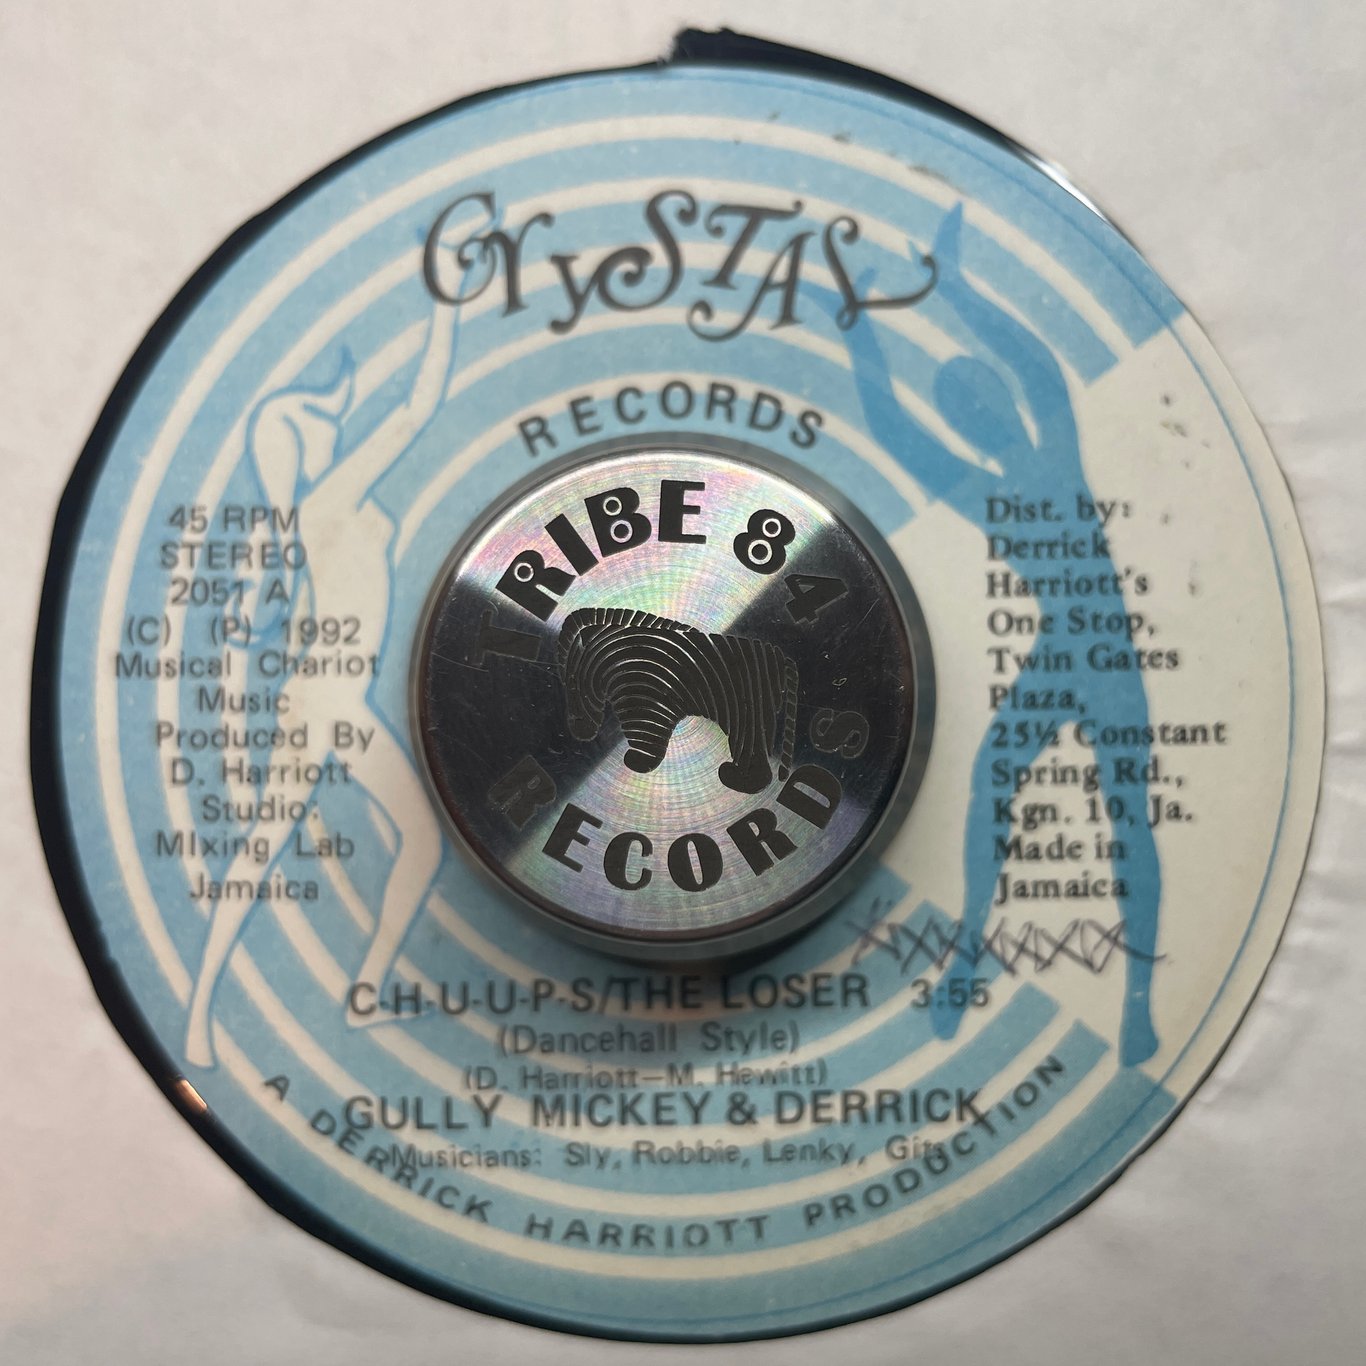 CrySTAL
RECORDS
45 RPM
STEREO
2051 A
(C) (P) 1992
Musical Chariot
Music
Produced By
D. Harriott
Studio:
MIxing Lab
Jamaica
TRIBE 84
RECORDS
Dist. by:
Derrick
Harriott's
One Stop,
Twin Gates
Plaza,
25½ Constant
Spring Rd.,
Kgn. 10, Ja.
Made in
Jamaica
C-H-U-U-P-S/THE LOSER 3:55
(Dancehall Style)
(D. Harriott—M. Hewitt)
GULLY MICKEY & DERRICK
Musicians: Sly, Robbie, Lenky, Gits
A DERRICK HARRIOTT PRODUCTION